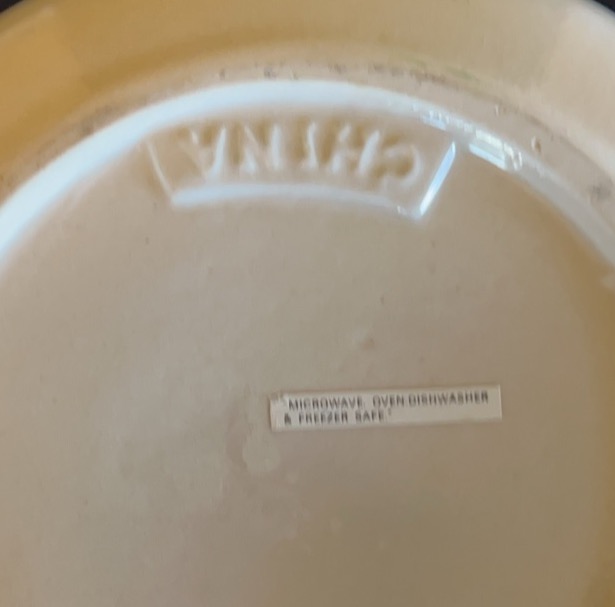 CHINA
MICROWAVE, OVEN.DISHWASHER
& FREEZER SAFE